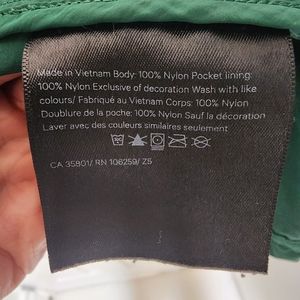 Made in Vietnam Body: 100% Nylon Pocket lining:
100% Nylon Exclusive of decoration Wash with like
colours/ Fabriqué au Vietnam Corps: 100% Nylon
Doublure de la poche: 100% Nylon Sauf la décoration
Laver avec des couleurs similaires seulement
CA 35801/ RN 106259/ Z5